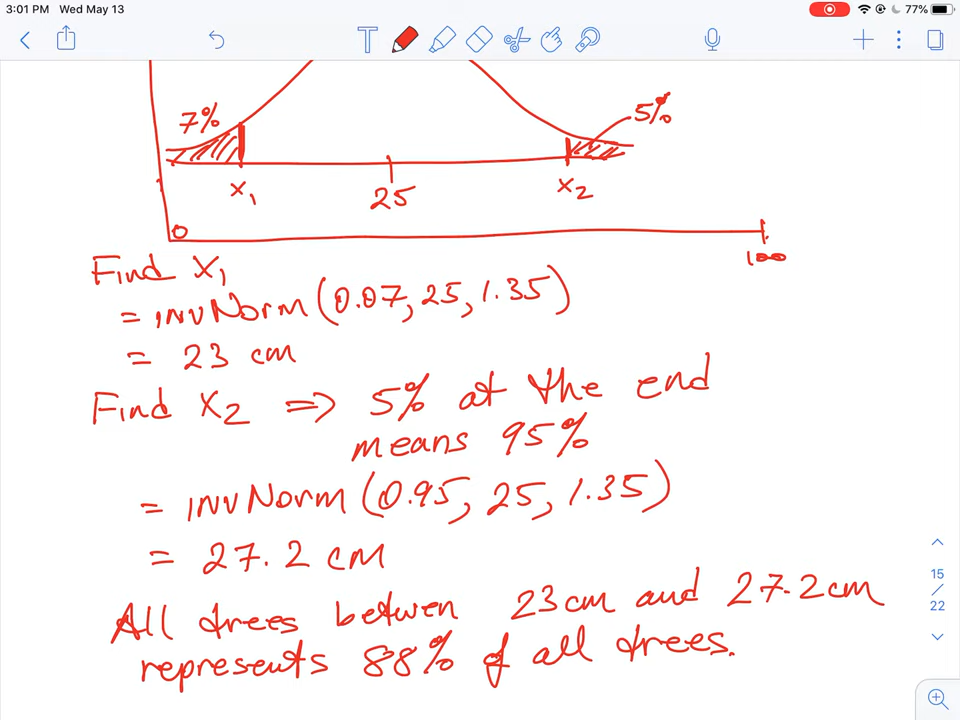 3:01 PM Wed May 13 77%
T
7% 5%
x₁ 25 x₂
0 100
Find x₁
= invNorm (0.07, 25, 1.35)
= 23 cm
Find x₂ => 5% at the end
means 95%
= invNorm (0.95, 25, 1.35)
= 27.2 cm
All trees betwen 23cm and 27.2cm
represents 88% of all trees.
15
/
22